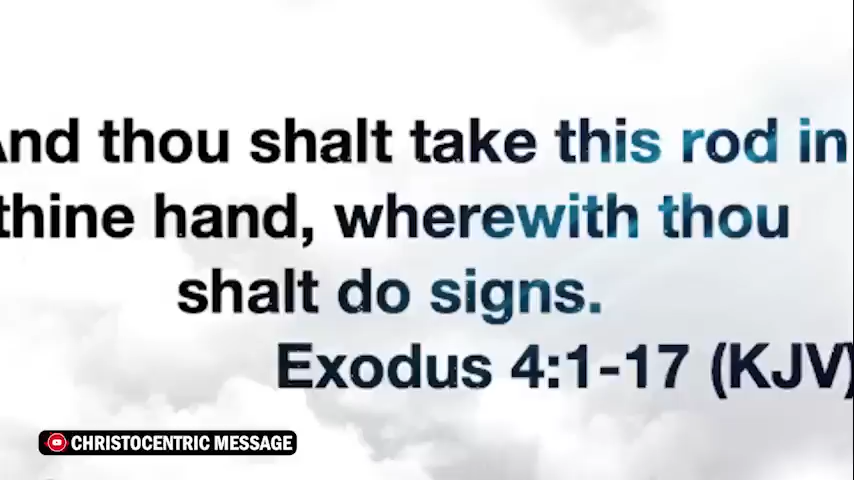 And thou shalt take this rod in
thine hand, wherewith thou
shalt do signs.
Exodus 4:1-17 (KJV)
CHRISTOCENTRIC MESSAGE